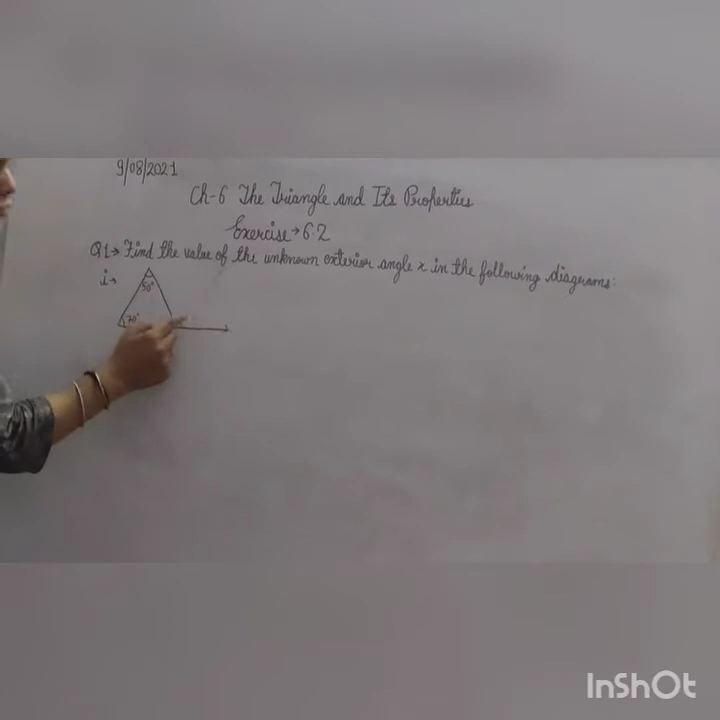 9/08/2021
Ch-6 The Triangle and Its Properties
Exercise→6.2
Q1→ Find the value of the unknown exterior angle x in the following diagrams:
i→
50°
70°
InShOt